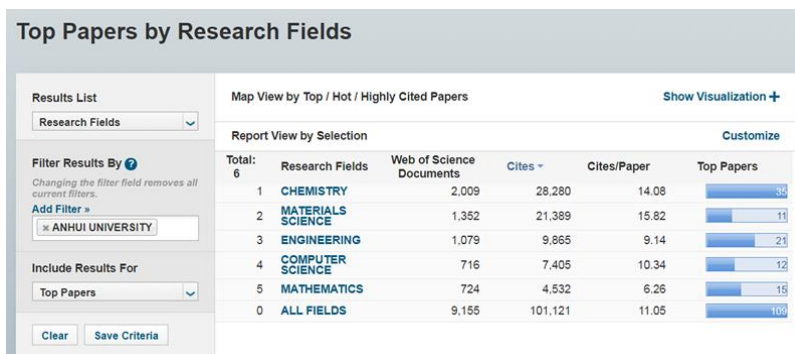 Top Papers by Research Fields
Results List
Research Fields
Filter Results By ?
Changing the filter field removes all
current filters.
Add Filter »
× ANHUI UNIVERSITY
Include Results For
Top Papers
Clear Save Criteria
Map View by Top / Hot / Highly Cited Papers Show Visualization +
Report View by Selection Customize
Total: 6 Research Fields Web of Science Documents Cites Cites/Paper Top Papers
1 CHEMISTRY 2,009 28,280 14.08 35
2 MATERIALS SCIENCE 1,352 21,389 15.82 11
3 ENGINEERING 1,079 9,865 9.14 21
4 COMPUTER SCIENCE 716 7,405 10.34 12
5 MATHEMATICS 724 4,532 6.26 15
0 ALL FIELDS 9,155 101,121 11.05 109